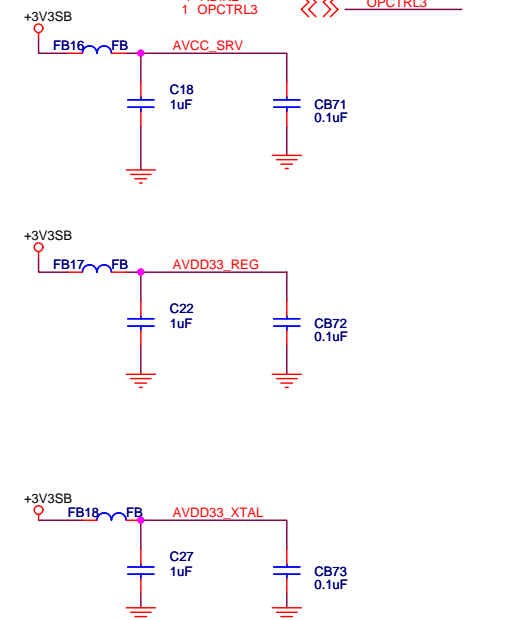 1 OPCTRL3
OPCTRL3
+3V3SB
FB16 FB AVCC_SRV
C18
1uF
CB71
0.1uF
+3V3SB
FB17 FB AVDD33_REG
C22
1uF
CB72
0.1uF
+3V3SB
FB18 FB AVDD33_XTAL
C27
1uF
CB73
0.1uF